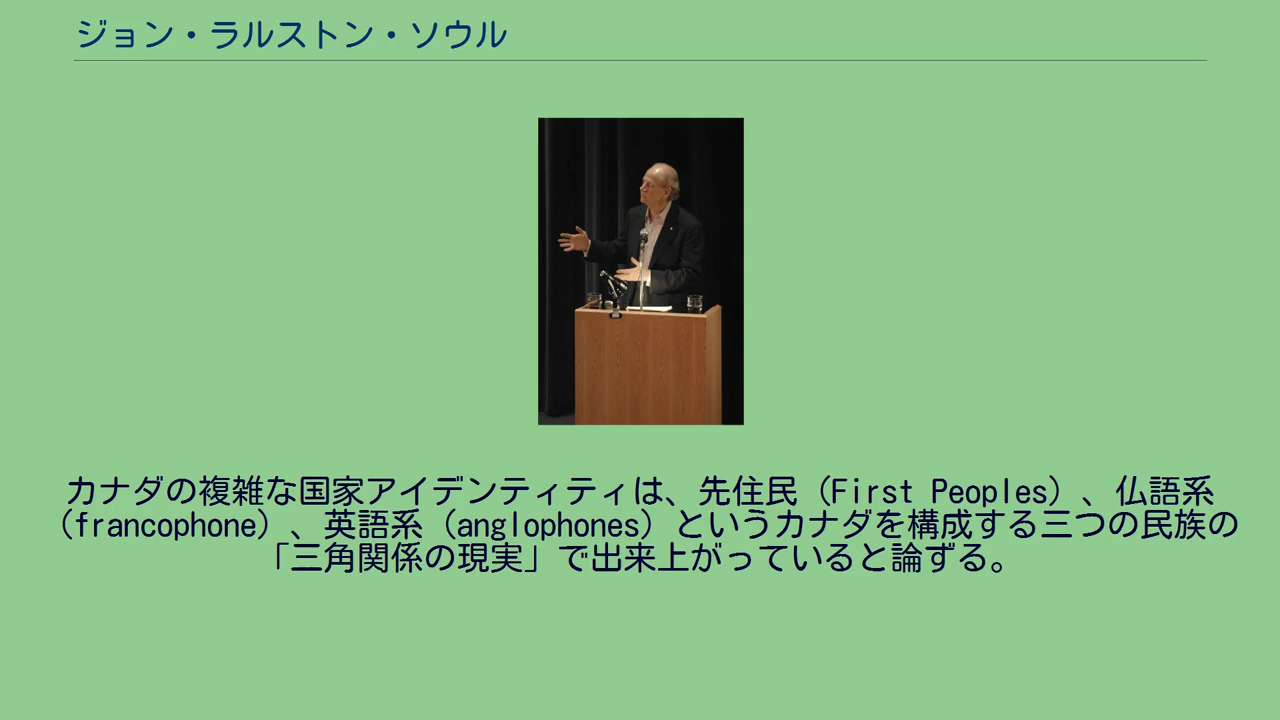 ジョン・ラルストン・ソウル
カナダの複雑な国家アイデンティティは、先住民（First Peoples）、仏語系
（francophone）、英語系（anglophones）というカナダを構成する三つの民族の
「三角関係の現実」で出来上がっていると論ずる。